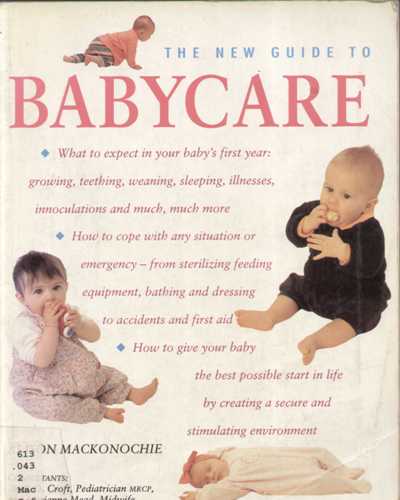 THE NEW GUIDE TO
BABYCARE
◆ What to expect in your baby's first year:
growing, teething, weaning, sleeping, illnesses,
innoculations and much, much more
◆ How to cope with any situation or
emergency – from sterilizing feeding
equipment, bathing and dressing
to accidents and first aid
◆ How to give your baby
the best possible start in life
by creating a secure and
stimulating environment
ON MACKONOCHIE
613
.043
2
Mac
TANTS:
Croft, Pediatrician MRCP,
Mead, Midwife